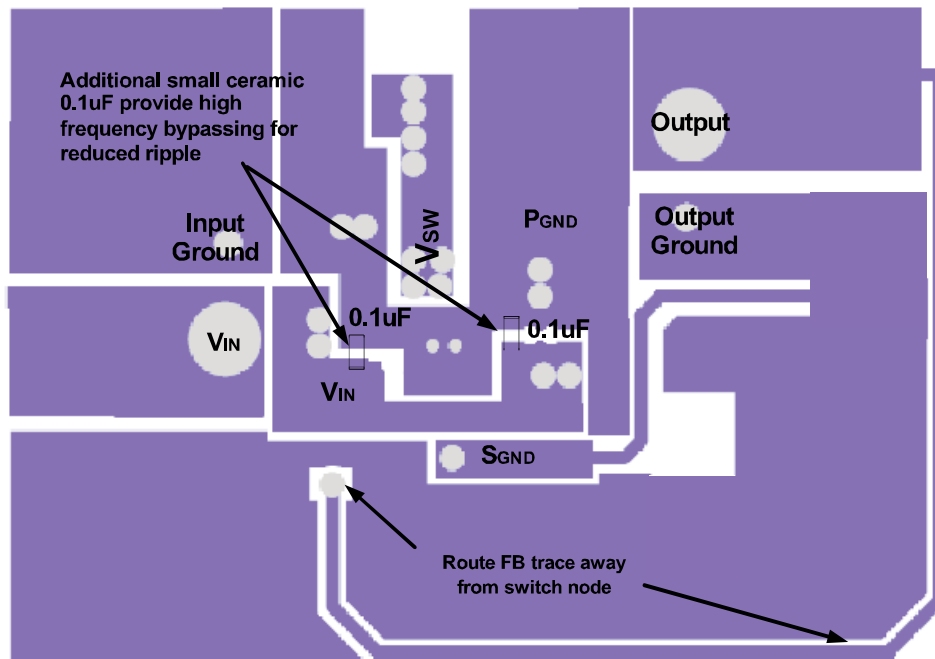 Additional small ceramic
0.1uF provide high
frequency bypassing for
reduced ripple
Output
Input
Ground
VSW
PGND
Output
Ground
0.1uF
0.1uF
VIN
VIN
SGND
Route FB trace away
from switch node